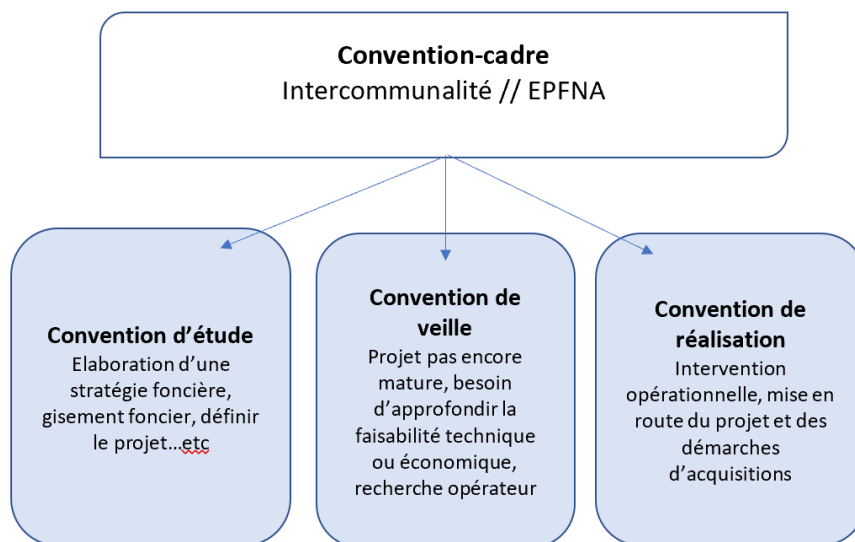 Convention-cadre
Intercommunalité // EPFNA
Convention d’étude
Elaboration d’une
stratégie foncière,
gisement foncier, définir
le projet…etc
Convention de
veille
Projet pas encore
mature, besoin
d’approfondir la
faisabilité technique
ou économique,
recherche opérateur
Convention de
réalisation
Intervention
opérationnelle, mise en
route du projet et des
démarches
d’acquisitions